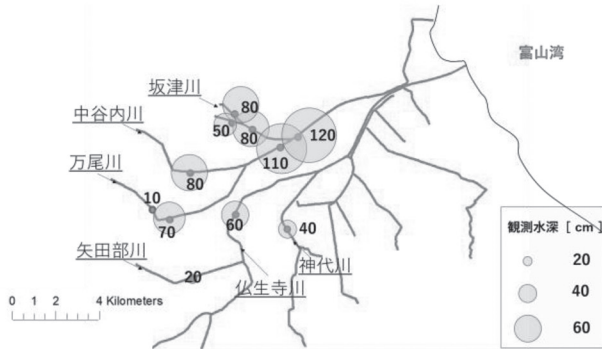 富山湾
坂津川
80
中谷内川
50
80
120
110
万尾川
80
10
70
60
40
観測水深 [ cm ]
20
40
60
矢田部川
神代川
20
仏生寺川
0 1 2 4 Kilometers